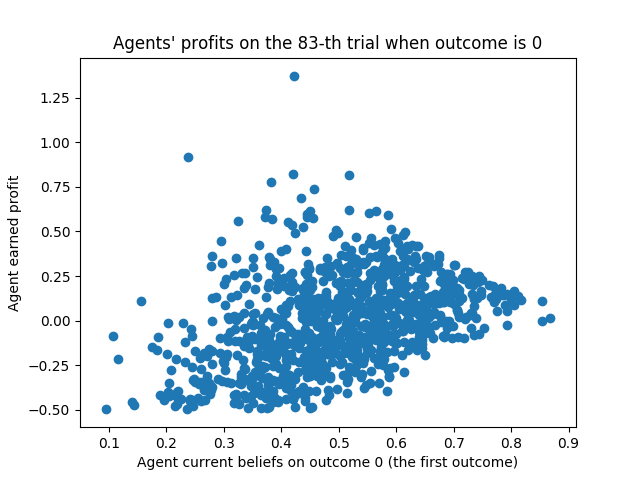 Agents' profits on the 83-th trial when outcome is 0
1.25
1.00
0.75
0.50
0.25
0.00
−0.25
−0.50
Agent earned profit
0.1 0.2 0.3 0.4 0.5 0.6 0.7 0.8 0.9
Agent current beliefs on outcome 0 (the first outcome)